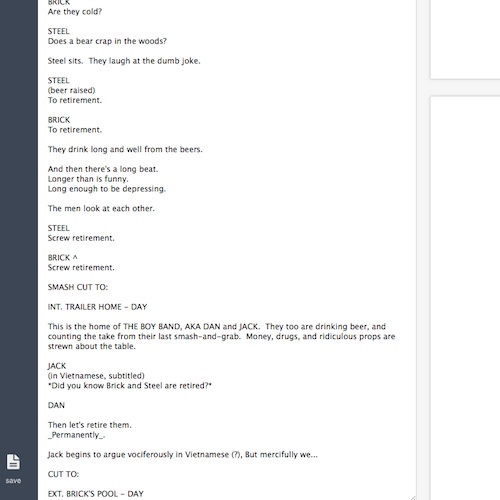 BRICK
Are they cold?
STEEL
Does a bear crap in the woods?
Steel sits.  They laugh at the dumb joke.
STEEL
(beer raised)
To retirement.
BRICK
To retirement.
They drink long and well from the beers.
And then there's a long beat.
Longer than is funny.
Long enough to be depressing.
The men look at each other.
STEEL
Screw retirement.
BRICK ^
Screw retirement.
SMASH CUT TO:
INT. TRAILER HOME - DAY
This is the home of THE BOY BAND, AKA DAN and JACK.  They too are drinking beer, and
counting the take from their last smash-and-grab.  Money, drugs, and ridiculous props are
strewn about the table.
JACK
(in Vietnamese, subtitled)
*Did you know Brick and Steel are retired?*
DAN
Then let's retire them.
_Permanently_.
Jack begins to argue vociferously in Vietnamese (?), But mercifully we...
CUT TO:
EXT. BRICK'S POOL - DAY
save